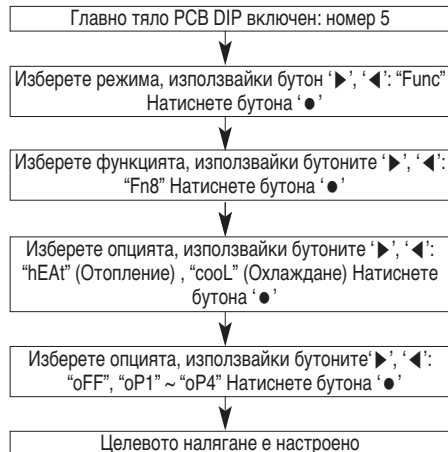 Главно тяло PCB DIP включен: номер 5
Изберете режима, използвайки бутон ‘▶’, ‘◀’: “Func”
Натиснете бутона ‘●’
Изберете функцията, използвайки бутоните ‘▶’, ‘◀’:
“Fn8” Натиснете бутона ‘●’
Изберете опцията, използвайки бутоните ‘▶’, ‘◀’:
“hEAt” (Отопление) , “cooL” (Охлаждане) Натиснете
бутона ‘●’
Изберете опцията, използвайки бутоните‘▶’, ‘◀’:
“oFF”, “oP1” ~ “oP4” Натиснете бутона ‘●’
Целевото налягане е настроено